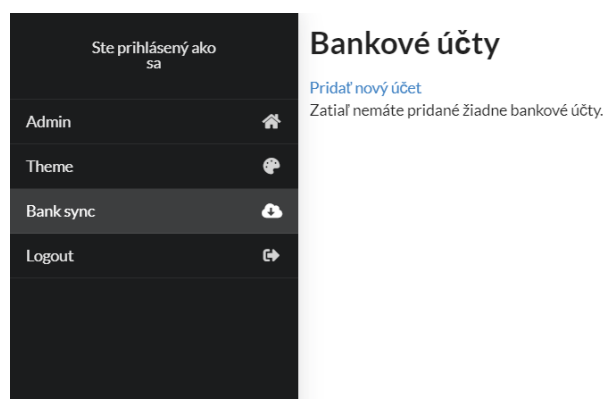 Ste prihlásený ako
sa
Admin
Theme
Bank sync
Logout
Bankové účty
Pridať nový účet
Zatiaľ nemáte pridané žiadne bankové účty.